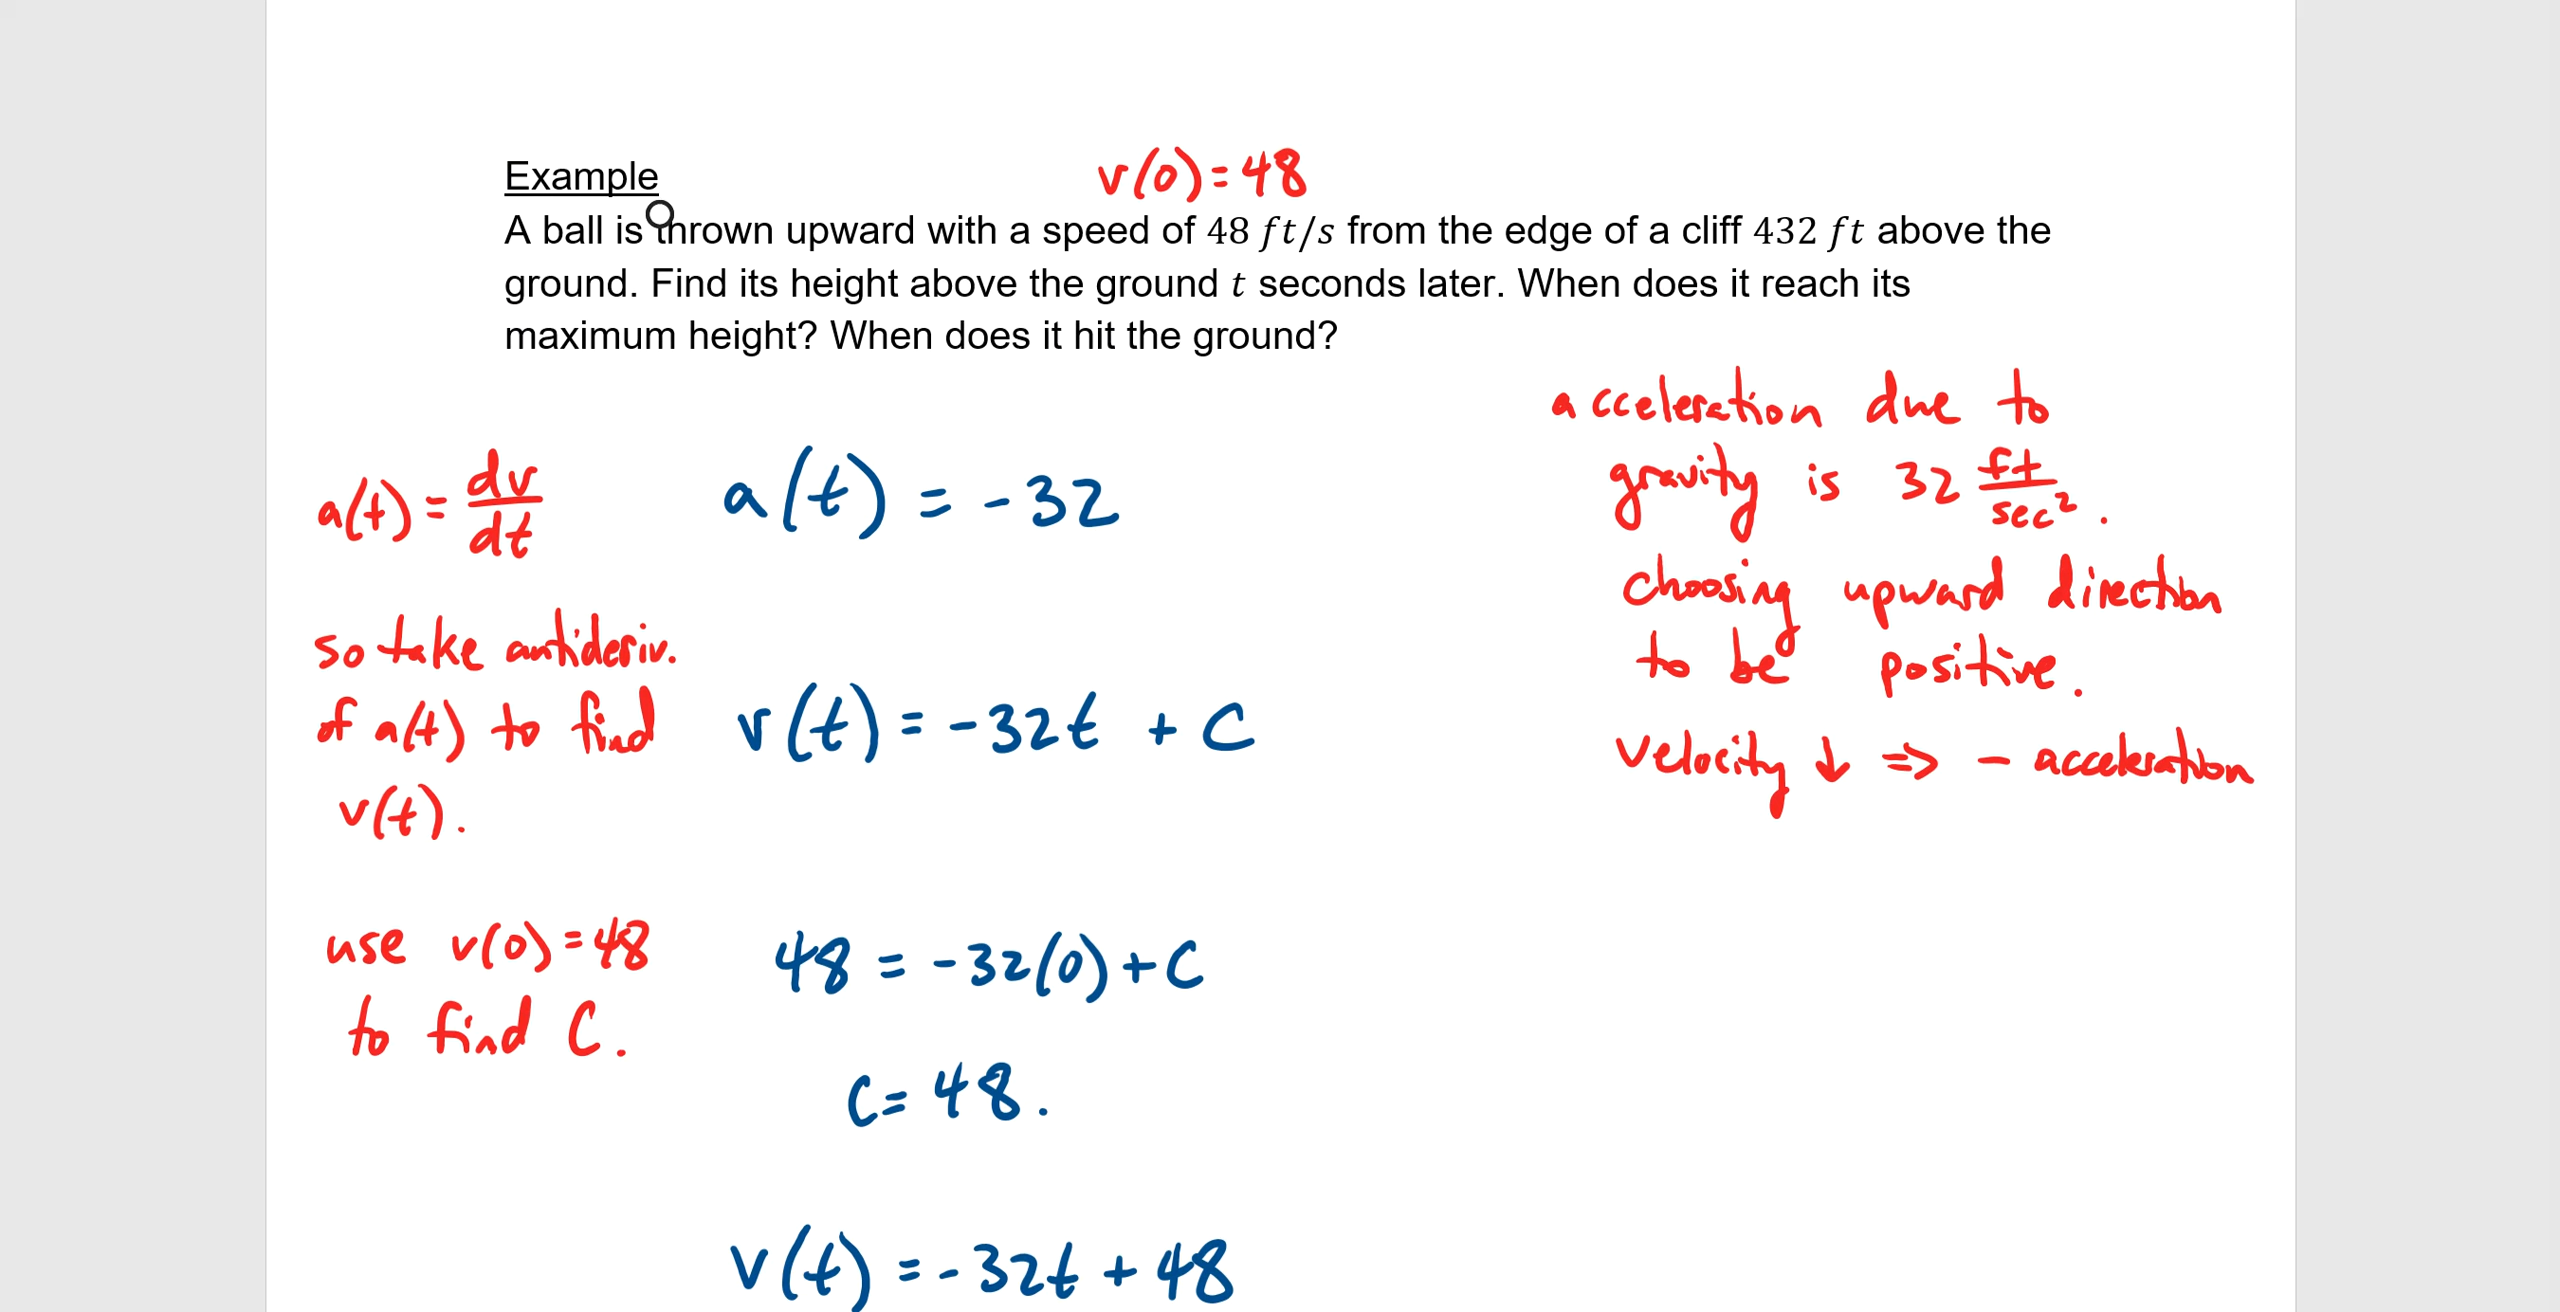 Example
v(0) = 48
A ball is thrown upward with a speed of 48 ft/s from the edge of a cliff 432 ft above the
ground. Find its height above the ground t seconds later. When does it reach its
maximum height? When does it hit the ground?
acceleration due to
gravity is 32 ft/sec².
choosing upward direction
to be positive.
velocity ↓ ⇒ - acceleration
a(t) = dv/dt
so take antideriv.
of a(t) to find
v(t).
use v(0) = 48
to find C.
a(t) = -32
v(t) = -32t + C
48 = -32(0) + C
C = 48.
v(t) = -32t + 48